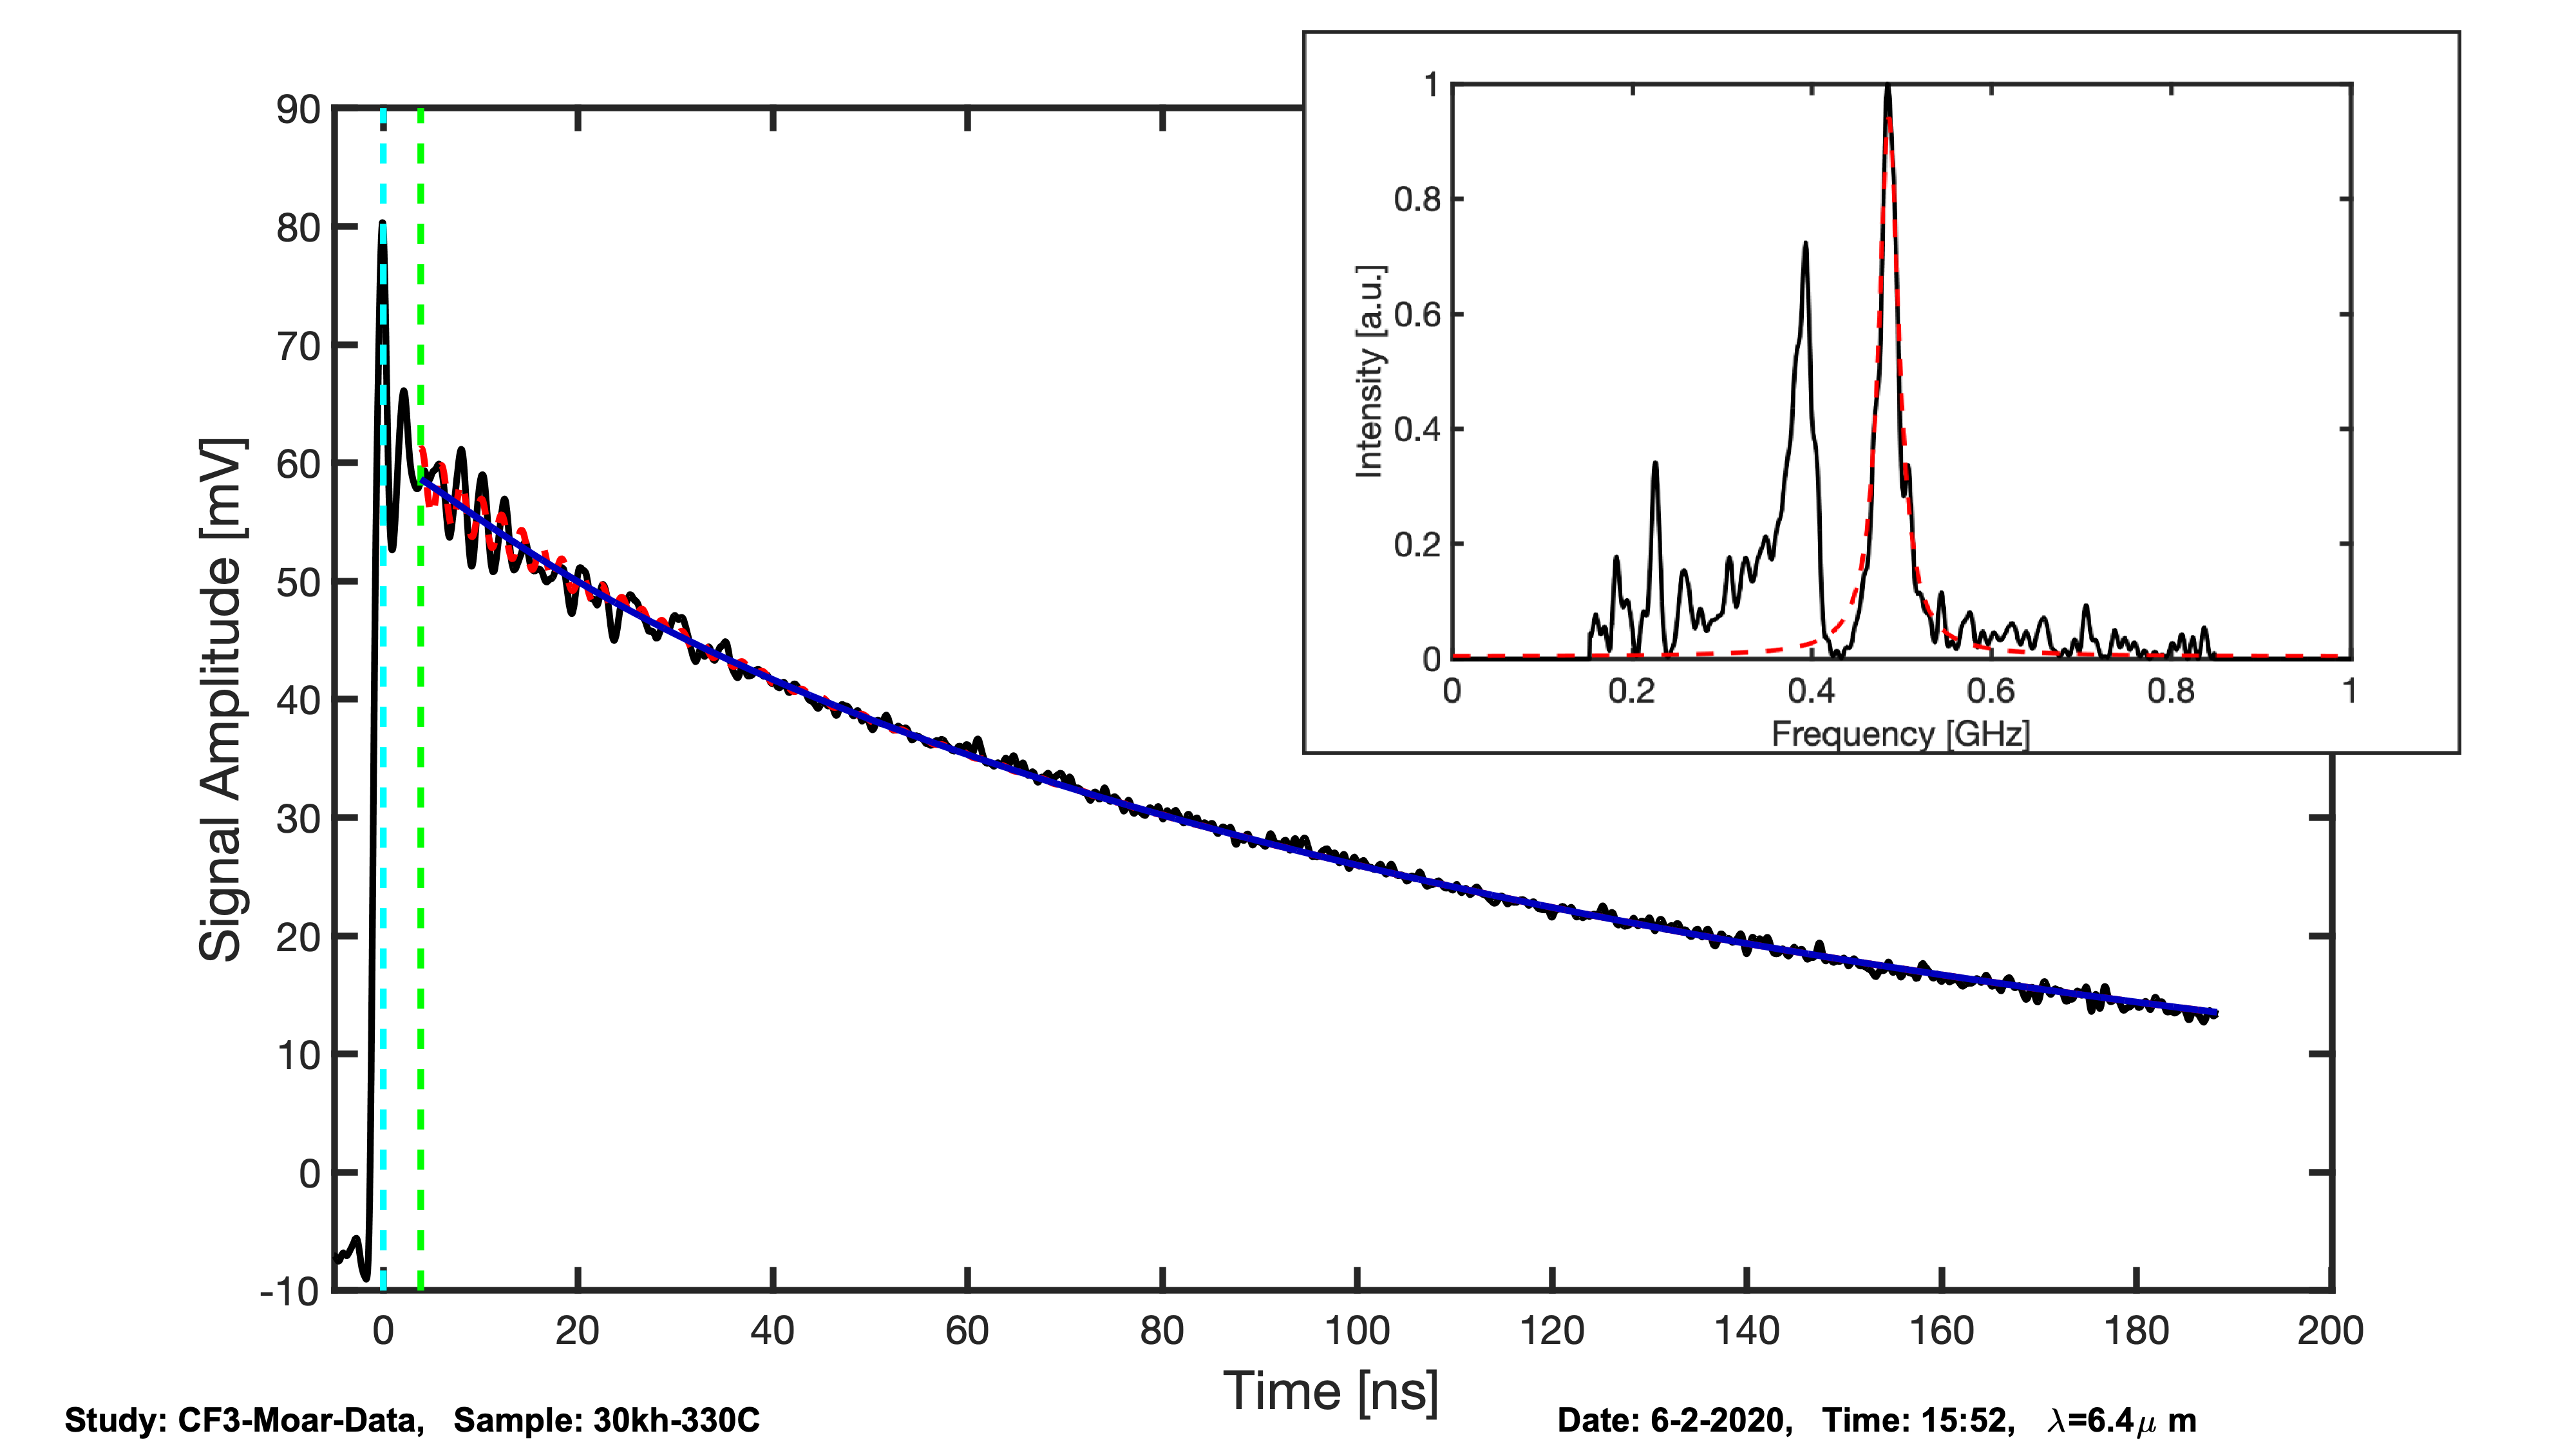 90
80
70
60
50
40
30
20
10
0
-10
Signal Amplitude [mV]
0 20 40 60 80 100 120 140 160 180 200
Time [ns]
1
0.8
0.6
0.4
0.2
0
Intensity [a.u.]
0 0.2 0.4 0.6 0.8 1
Frequency [GHz]
Study: CF3-Moar-Data, Sample: 30kh-330C
Date: 6-2-2020, Time: 15:52, λ=6.4μ m